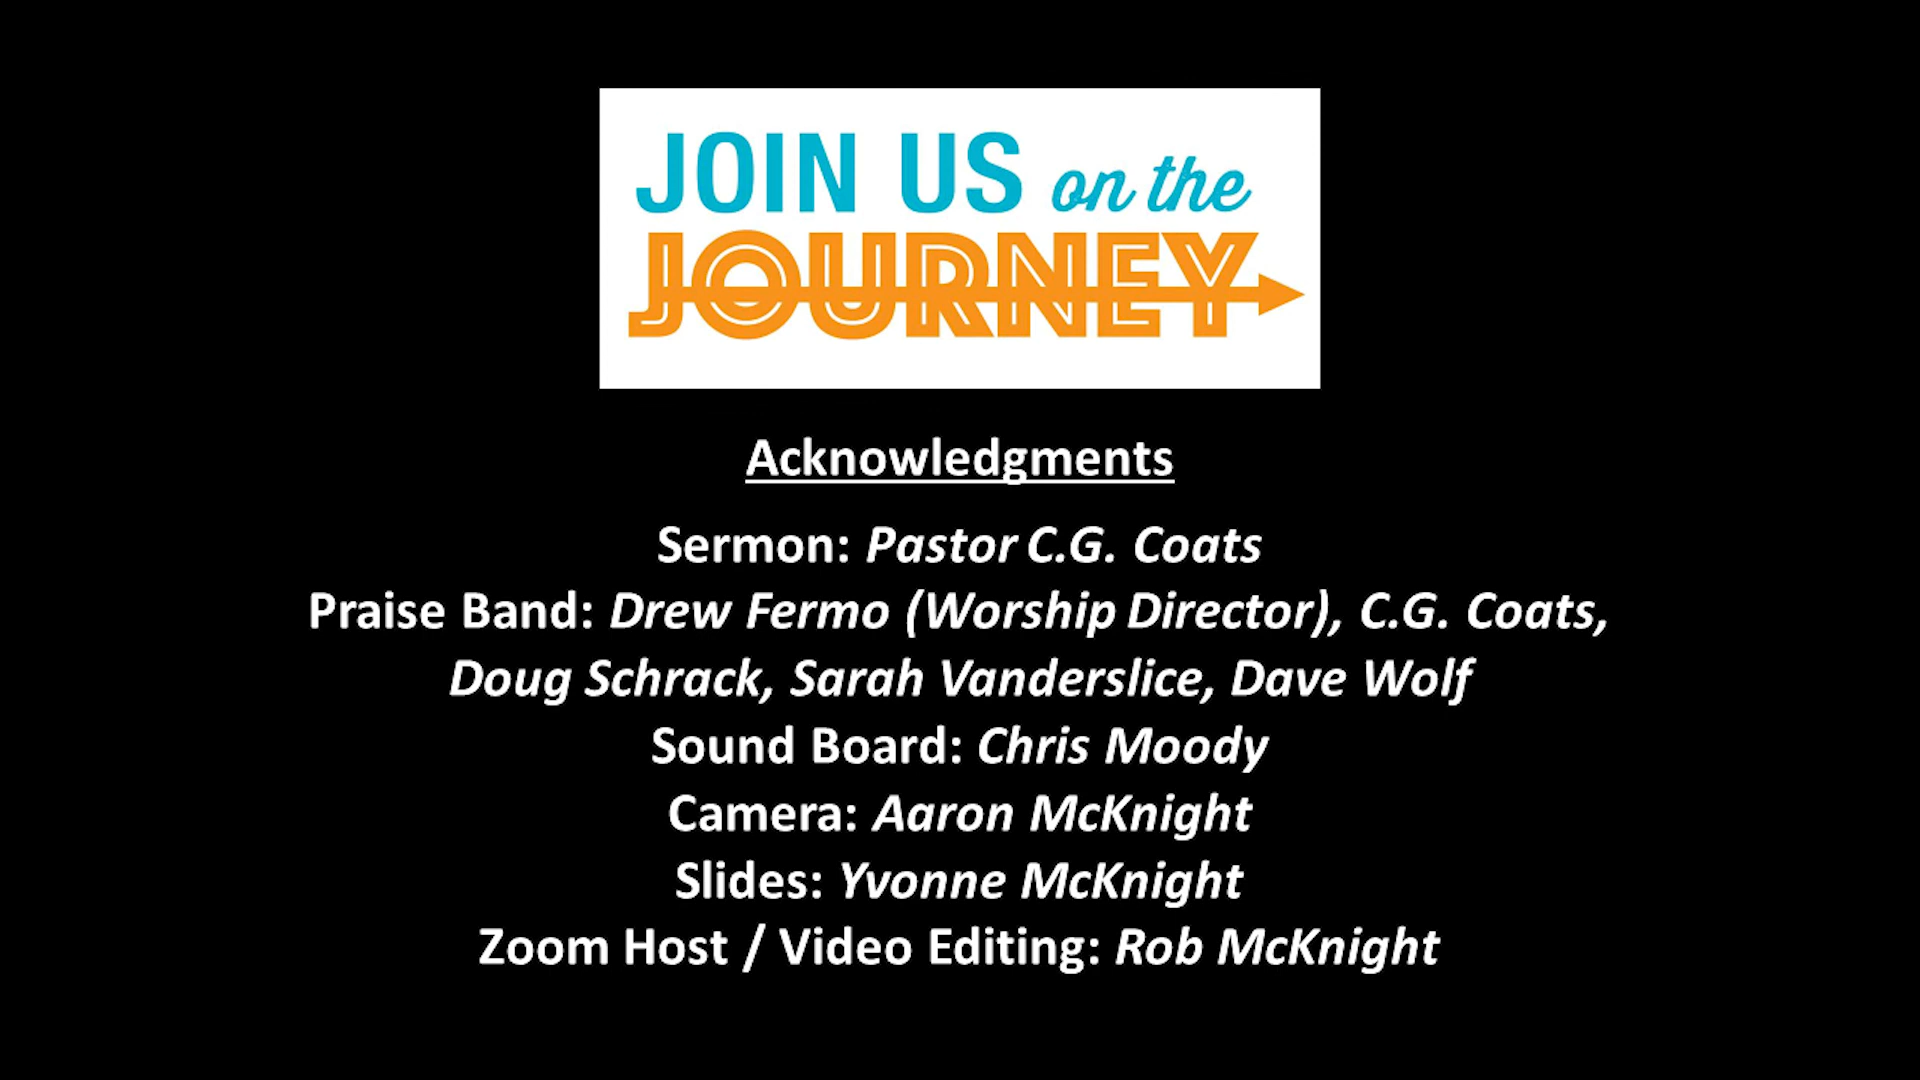 JOIN US on the
JOURNEY
Acknowledgments
Sermon: Pastor C.G. Coats
Praise Band: Drew Fermo (Worship Director), C.G. Coats,
Doug Schrack, Sarah Vanderslice, Dave Wolf
Sound Board: Chris Moody
Camera: Aaron McKnight
Slides: Yvonne McKnight
Zoom Host / Video Editing: Rob McKnight